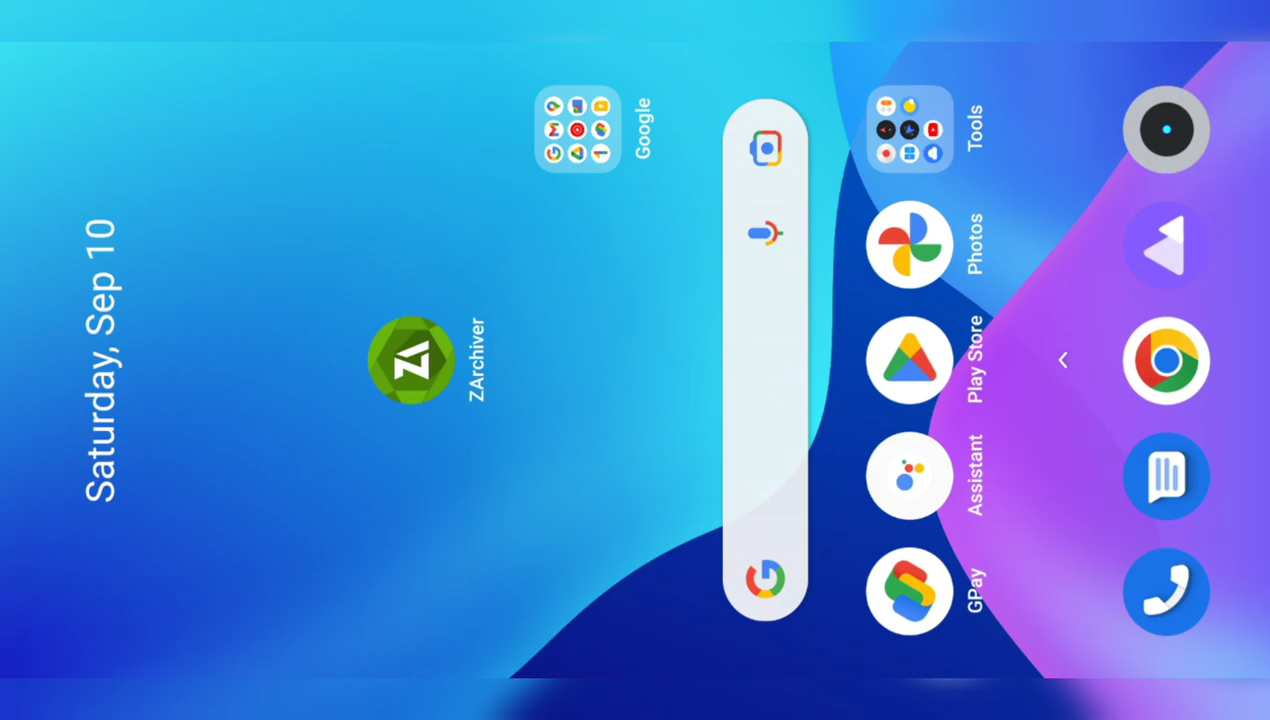 Saturday, Sep 10
ZArchiver
Google
GPay
Assistant
Play Store
Photos
Tools